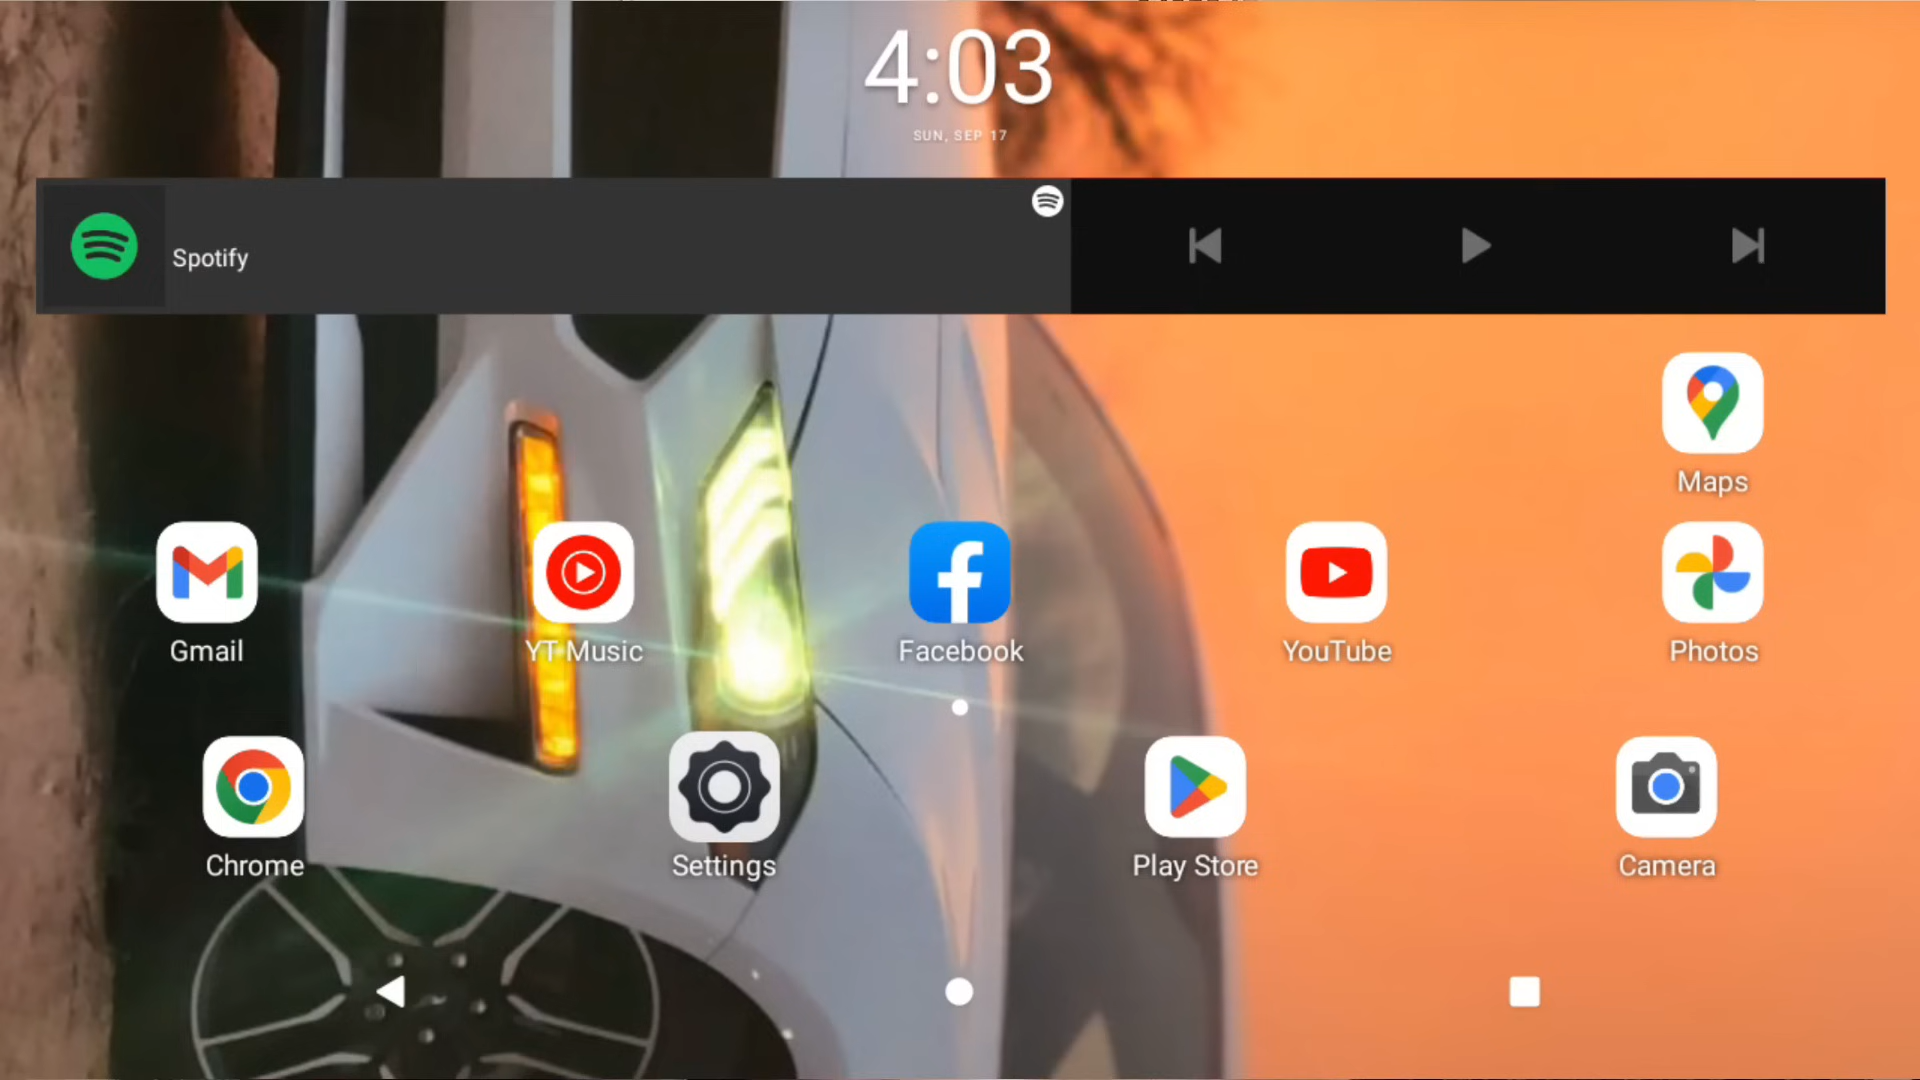 4:03
SUN, SEP 17
Spotify
Maps
Gmail
YT Music
Facebook
YouTube
Photos
Chrome
Settings
Play Store
Camera